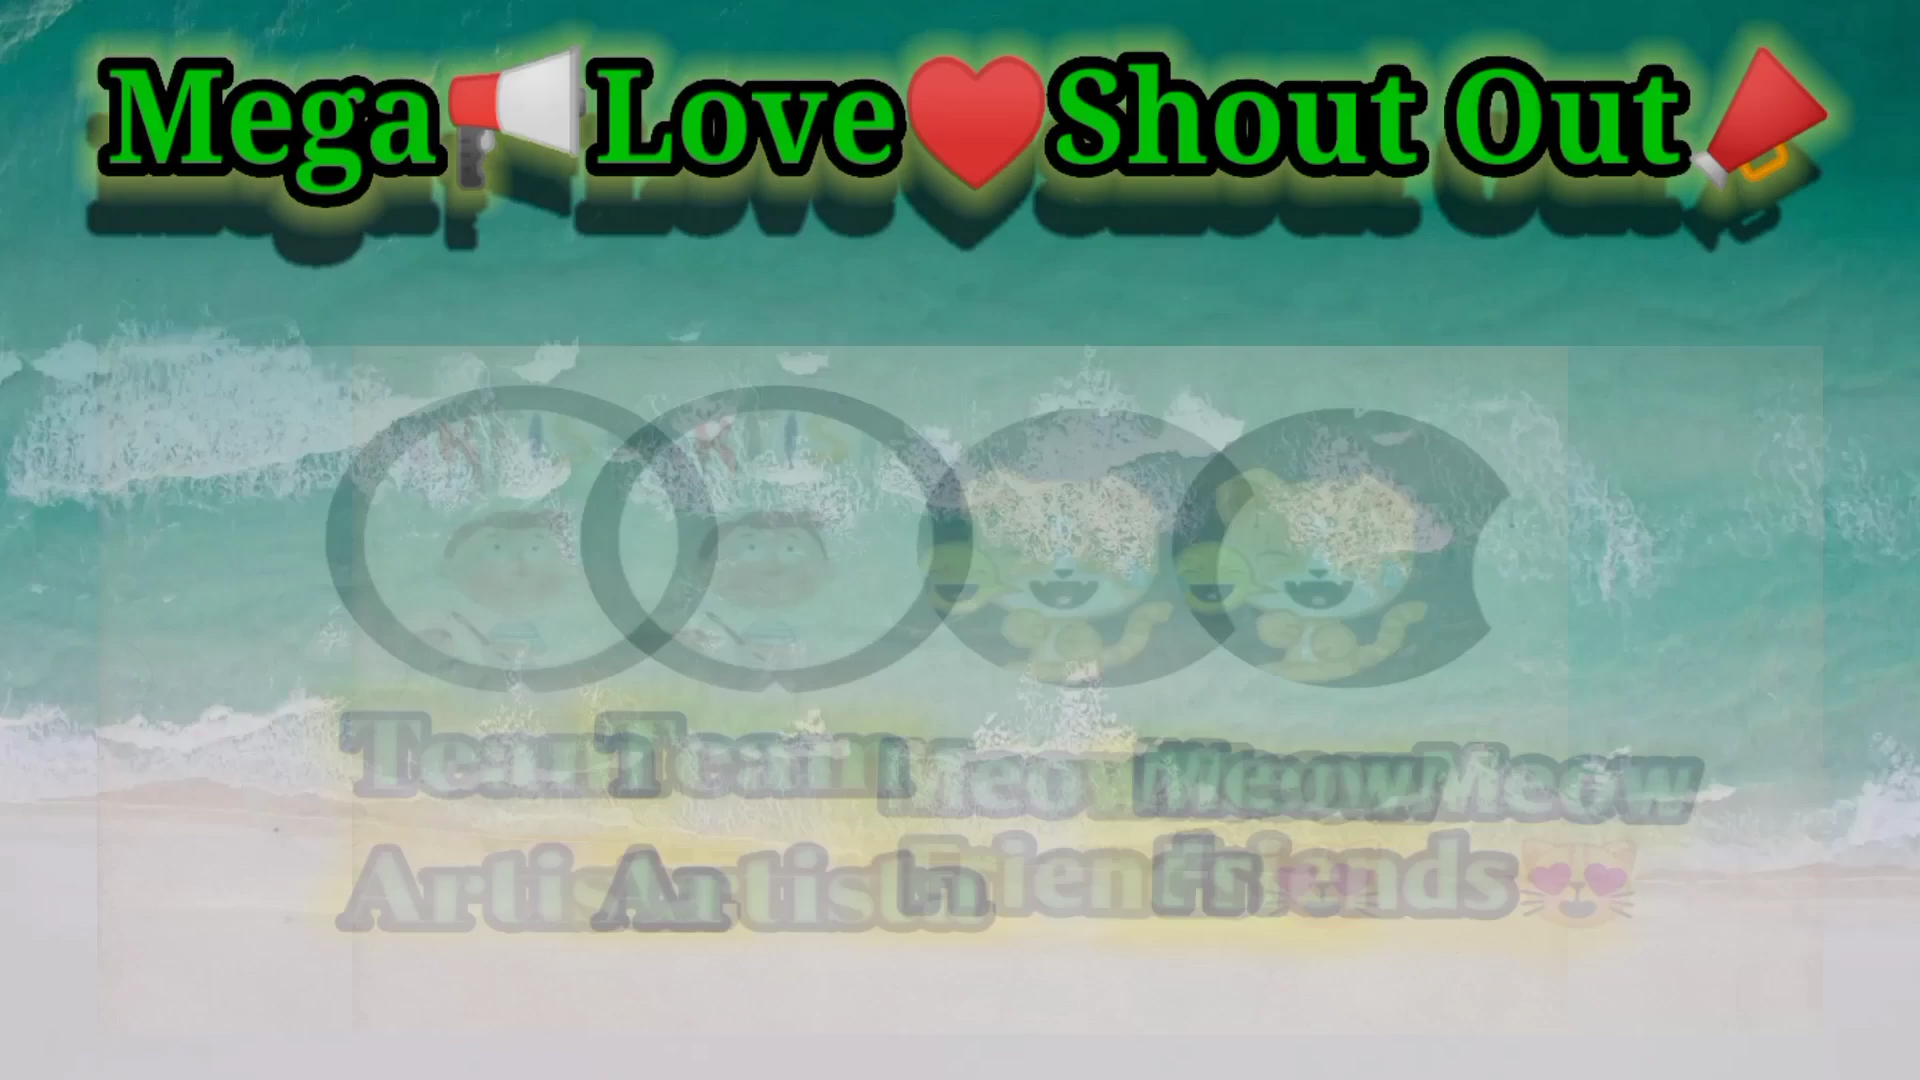 Mega📢Love❤️Shout Out📣
Team Team Meow Meow Meow
Artist Artist Friends Friends😻